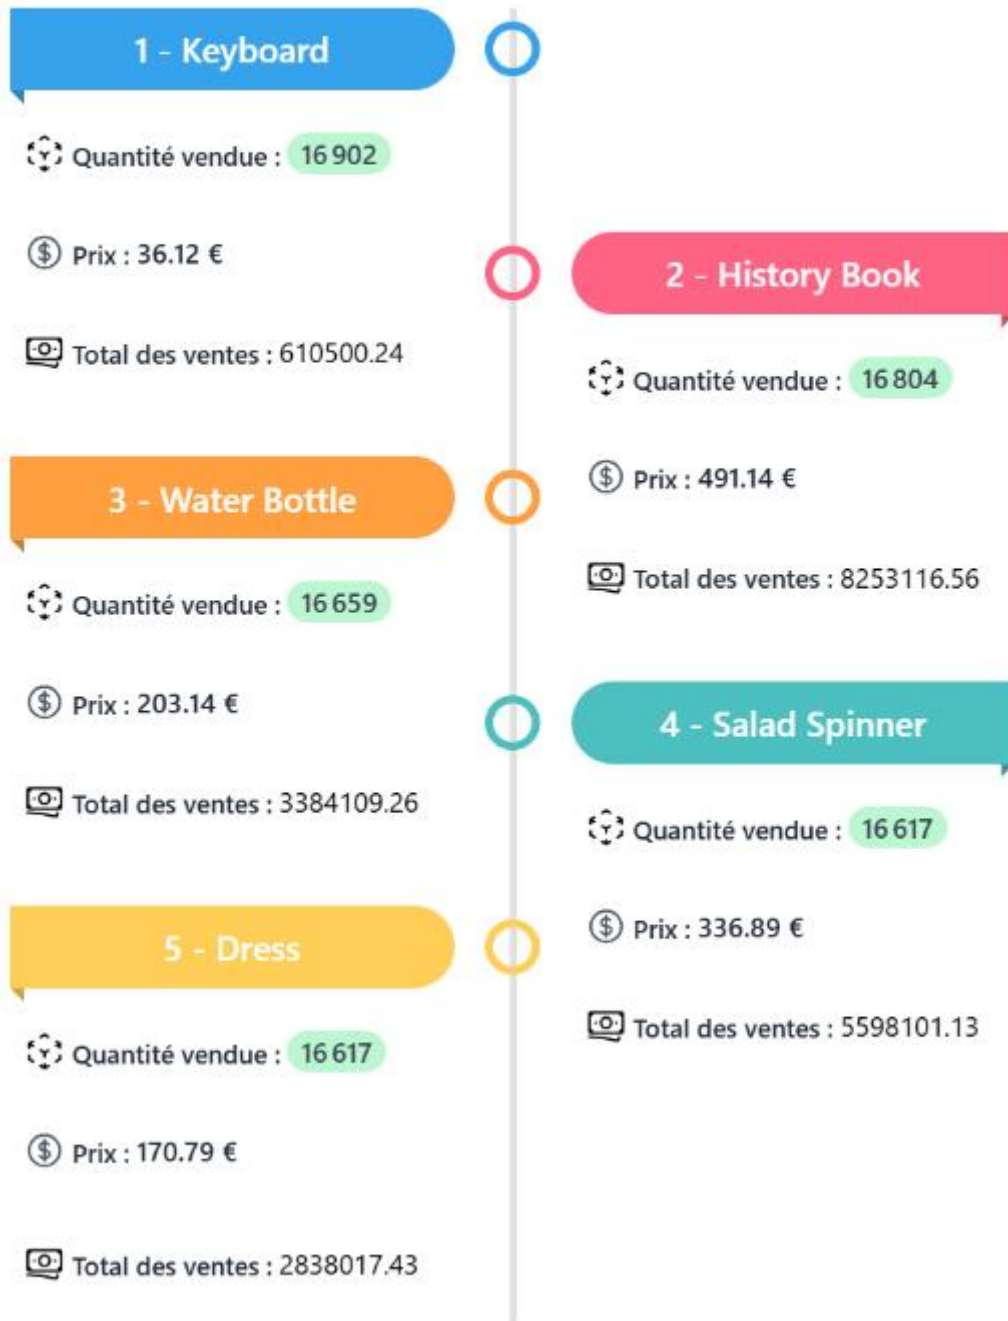 1 - Keyboard
Quantité vendue : 16 902
Prix : 36.12 €
Total des ventes : 610500.24
2 - History Book
Quantité vendue : 16 804
Prix : 491.14 €
Total des ventes : 8253116.56
3 - Water Bottle
Quantité vendue : 16 659
Prix : 203.14 €
Total des ventes : 3384109.26
4 - Salad Spinner
Quantité vendue : 16 617
Prix : 336.89 €
Total des ventes : 5598101.13
5 - Dress
Quantité vendue : 16 617
Prix : 170.79 €
Total des ventes : 2838017.43